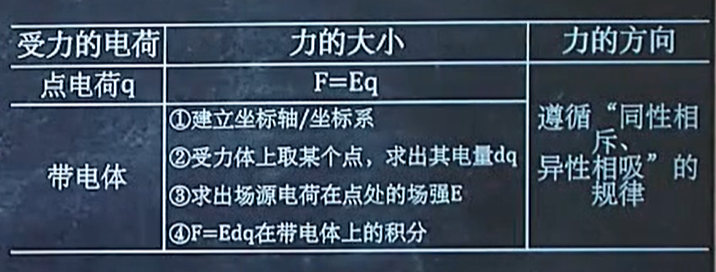 受力的电荷 力的大小 力的方向
点电荷q F=Eq
带电体
①建立坐标轴/坐标系
②受力体上取某个点，求出其电量dq
③求出场源电荷在点处的场强E
④F=Edq在带电体上的积分
遵循“同性相
斥、
异性相吸”的
规律